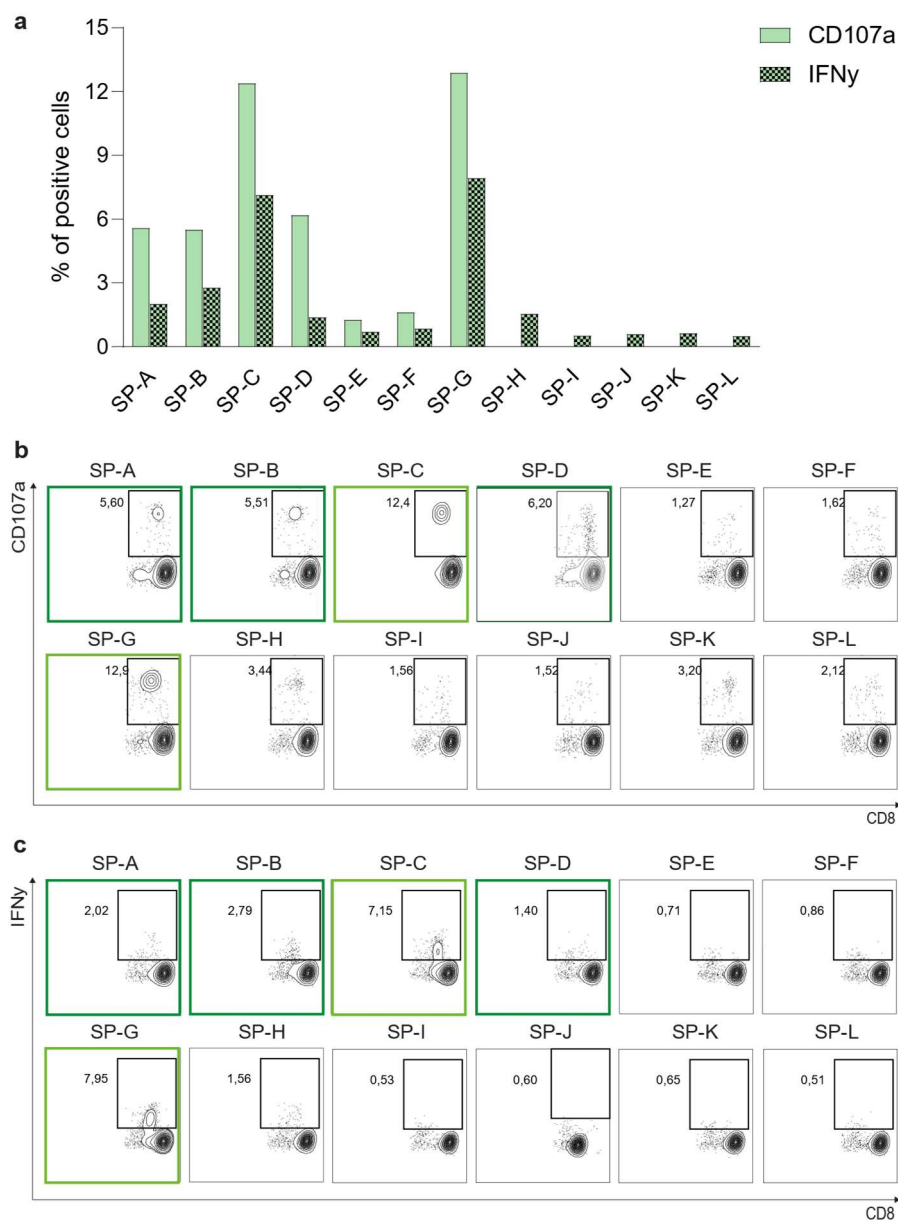 a
15
12
9
6
3
0
% of positive cells
CD107a
IFNy
SP-A SP-B SP-C SP-D SP-E SP-F SP-G SP-H SP-I SP-J SP-K SP-L
b
SP-A SP-B SP-C SP-D SP-E SP-F
5,60 5,51 12,4 6,20 1,27 1,62
CD107a
SP-G SP-H SP-I SP-J SP-K SP-L
12,9 3,44 1,56 1,52 3,20 2,12
CD8
c
SP-A SP-B SP-C SP-D SP-E SP-F
IFNy
2,02 2,79 7,15 1,40 0,71 0,86
SP-G SP-H SP-I SP-J SP-K SP-L
7,95 1,56 0,53 0,60 0,65 0,51
CD8